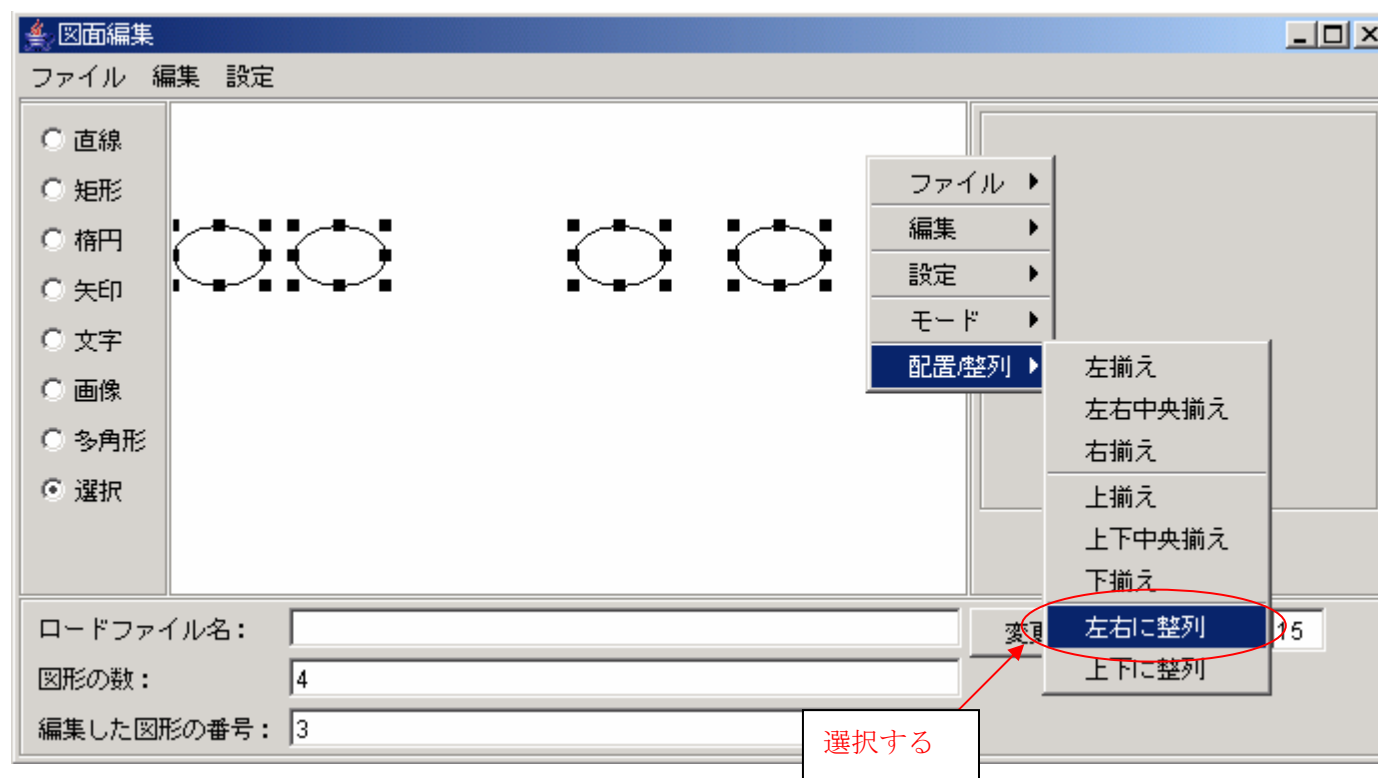 図面編集
ファイル 編集 設定
直線
矩形
楕円
矢印
文字
画像
多角形
選択
ファイル
編集
設定
モード
配置/整列
左揃え
左右中央揃え
右揃え
上揃え
上下中央揃え
下揃え
左右に整列
上下に整列
ロードファイル名：
変更
15
図形の数：
4
編集した図形の番号：
3
選択する